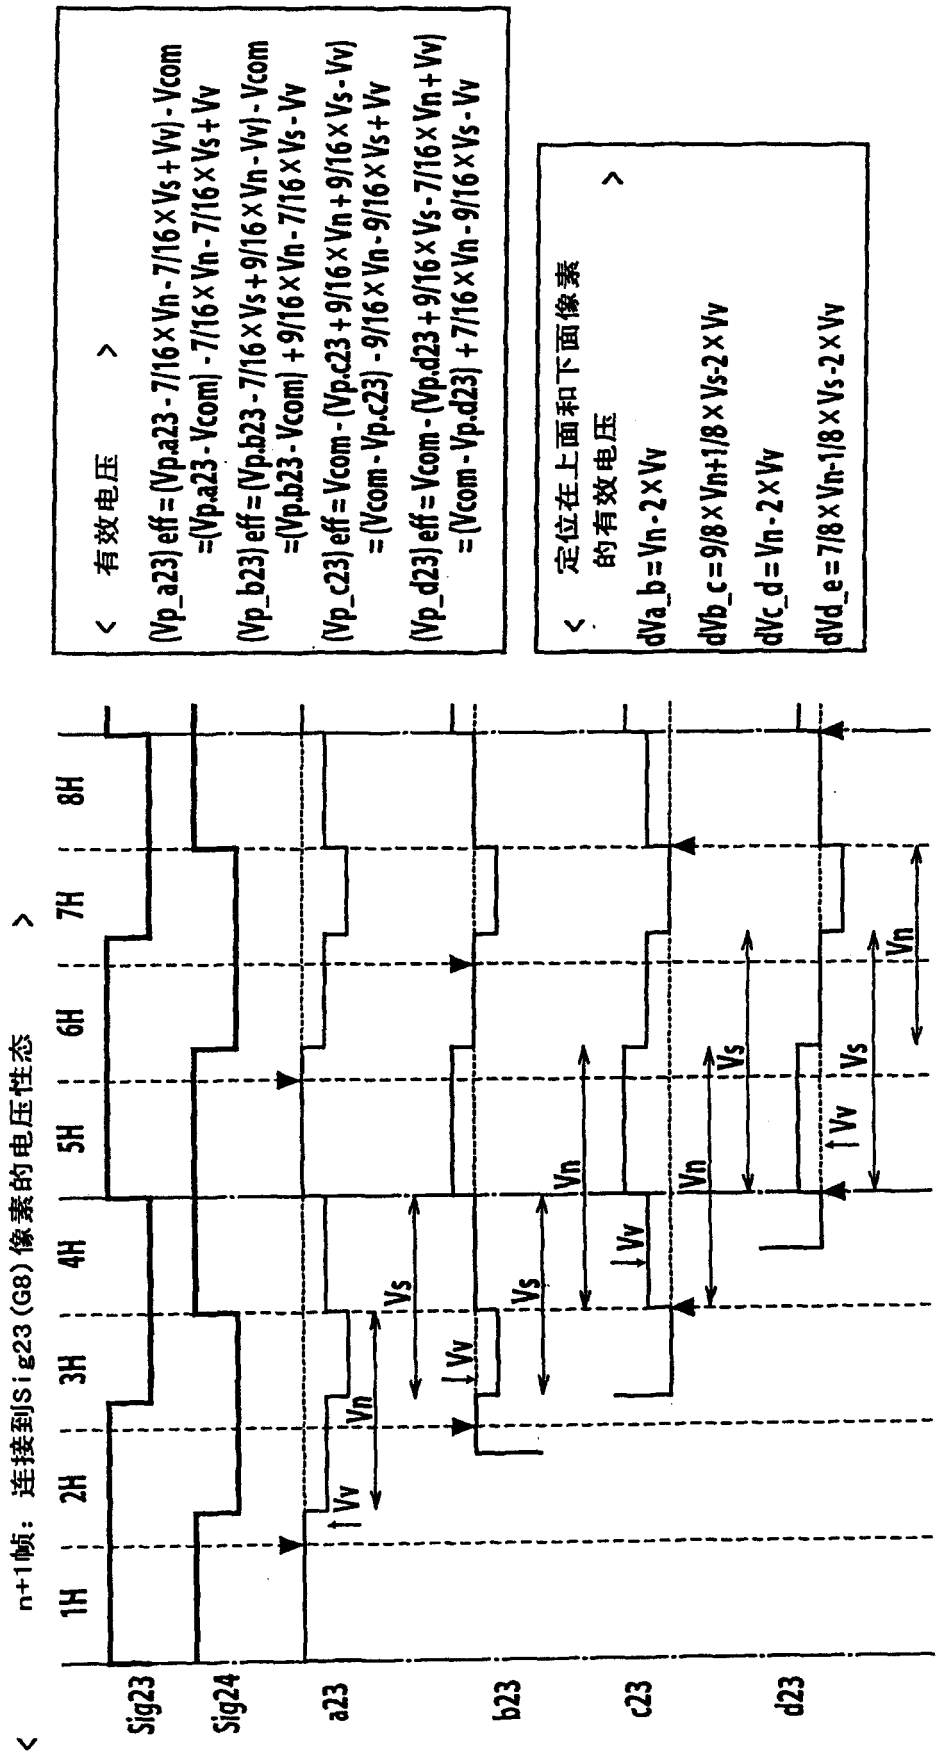 < n+1帧: 连接到Sig23(G8)像素的电压性态 >
1H 2H 3H 4H 5H 6H 7H 8H
Sig23
Sig24
a23
Vv
Vn
Vs
b23
Vv
Vs
Vn
c23
Vv
Vn
Vs
d23
Vv
Vs
Vn
< 有效电压 >
(Vp_a23) eff = (Vp.a23 - 7/16×Vn - 7/16×Vs + Vv) - Vcom
=(Vp.a23 - Vcom) - 7/16×Vn - 7/16×Vs + Vv
(Vp_b23) eff = (Vp.b23 - 7/16×Vs + 9/16×Vn - Vv) - Vcom
=(Vp.b23 - Vcom) + 9/16×Vn - 7/16×Vs - Vv
(Vp_c23) eff = Vcom - (Vp.c23 + 9/16×Vn + 9/16×Vs - Vv)
= (Vcom - Vp.c23) - 9/16×Vn - 9/16×Vs + Vv
(Vp_d23) eff = Vcom - (Vp.d23 + 9/16×Vs - 7/16×Vn + Vv)
= (Vcom - Vp.d23) + 7/16×Vn - 9/16×Vs - Vv
< 定位在上面和下面像素
的有效电压 >
dVa_b = Vn - 2×Vv
dVb_c = 9/8×Vn+1/8×Vs-2×Vv
dVc_d = Vn - 2×Vv
dVd_e = 7/8×Vn-1/8×Vs-2×Vv